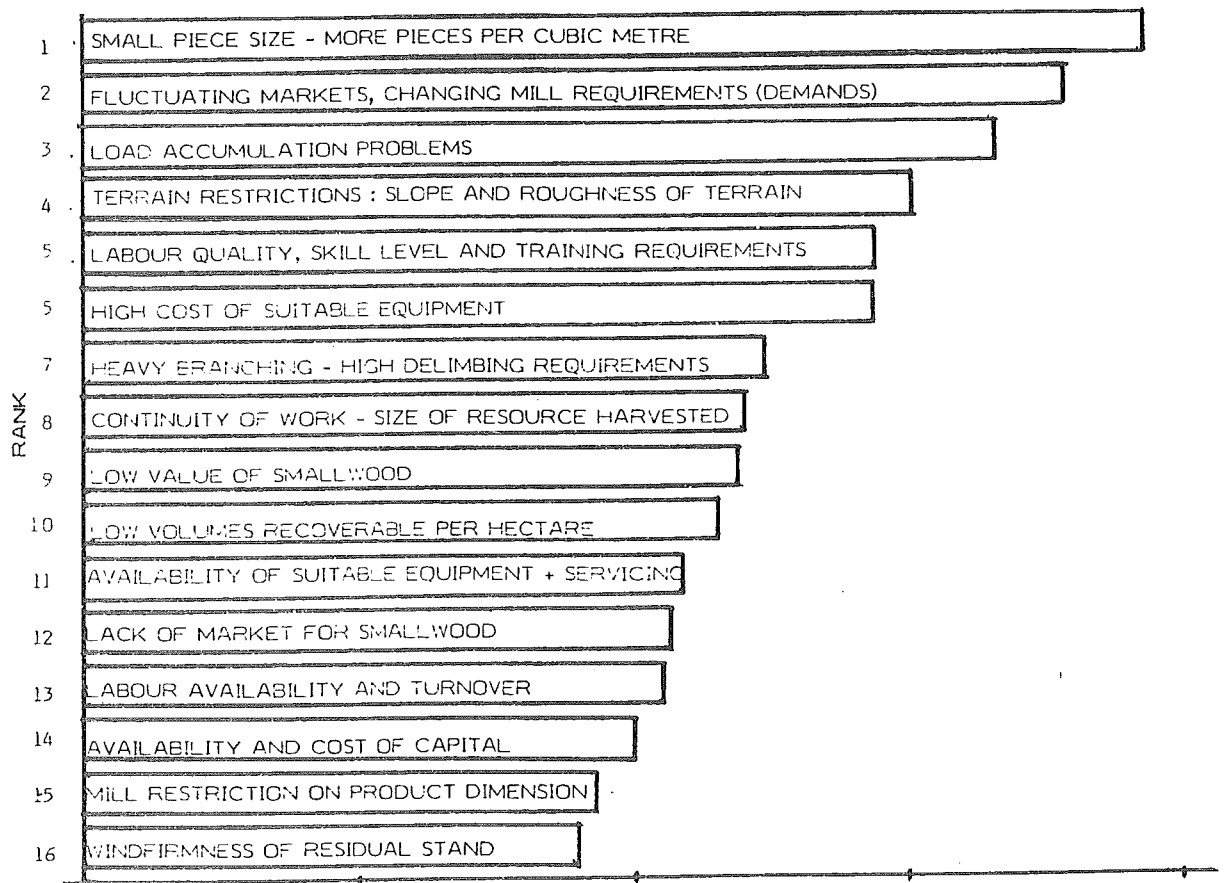 RANK
1 SMALL PIECE SIZE - MORE PIECES PER CUBIC METRE
2 FLUCTUATING MARKETS, CHANGING MILL REQUIREMENTS (DEMANDS)
3 LOAD ACCUMULATION PROBLEMS
4 TERRAIN RESTRICTIONS : SLOPE AND ROUGHNESS OF TERRAIN
5 LABOUR QUALITY, SKILL LEVEL AND TRAINING REQUIREMENTS
5 HIGH COST OF SUITABLE EQUIPMENT
7 HEAVY BRANCHING - HIGH DELIMBING REQUIREMENTS
8 CONTINUITY OF WORK - SIZE OF RESOURCE HARVESTED
9 LOW VALUE OF SMALLWOOD
10 LOW VOLUMES RECOVERABLE PER HECTARE
11 AVAILABILITY OF SUITABLE EQUIPMENT + SERVICING
12 LACK OF MARKET FOR SMALLWOOD
13 LABOUR AVAILABILITY AND TURNOVER
14 AVAILABILITY AND COST OF CAPITAL
15 MILL RESTRICTION ON PRODUCT DIMENSION
16 WINDFIRMNESS OF RESIDUAL STAND